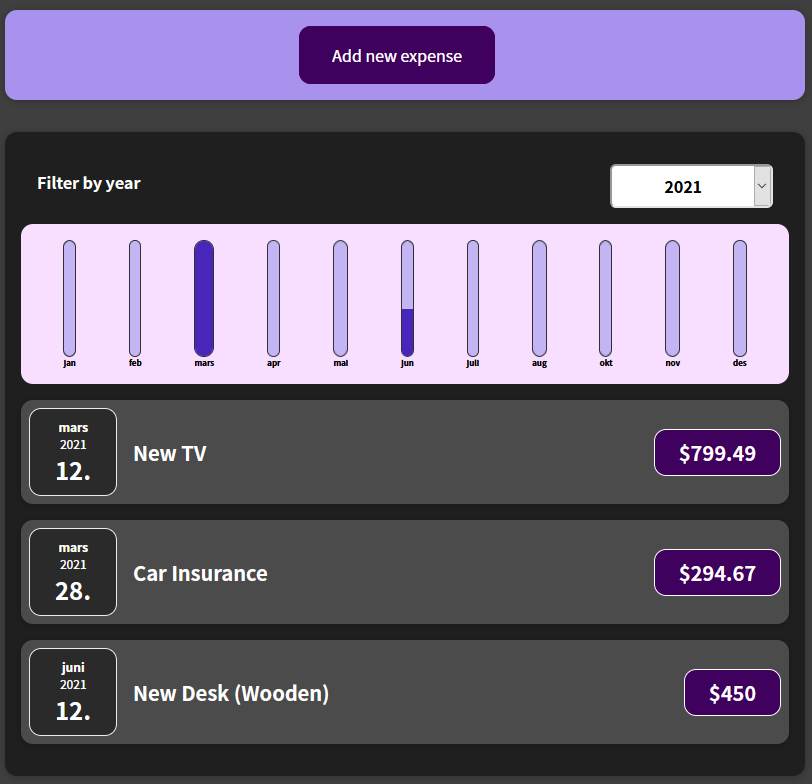 Add new expense
Filter by year
2021
jan feb mars apr mai jun juli aug okt nov des
mars
2021
12.
New TV
$799.49
mars
2021
28.
Car Insurance
$294.67
juni
2021
12.
New Desk (Wooden)
$450